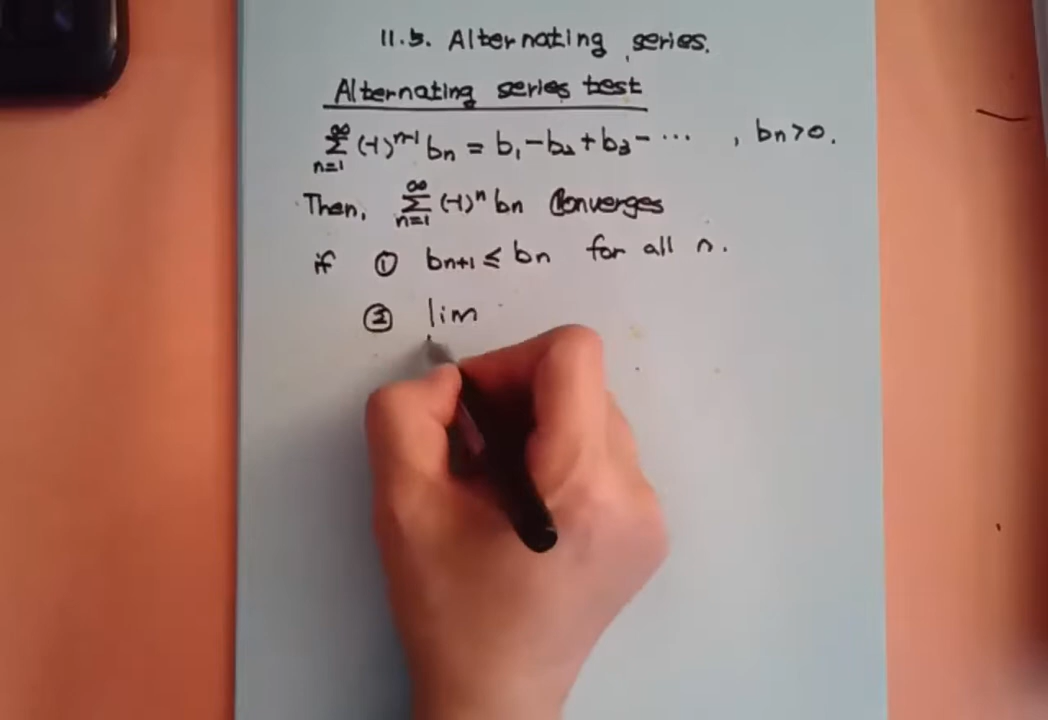 11.5. Alternating series.
Alternating series test
∞ Σ n=1 (-1)ⁿ⁻¹ bn = b₁ - b₂ + b₃ - ⋯ , bn > 0.
Then, ∞ Σ n=1 (-1)ⁿ bn Converges
if ① bn+1 ≤ bn for all n.
② lim